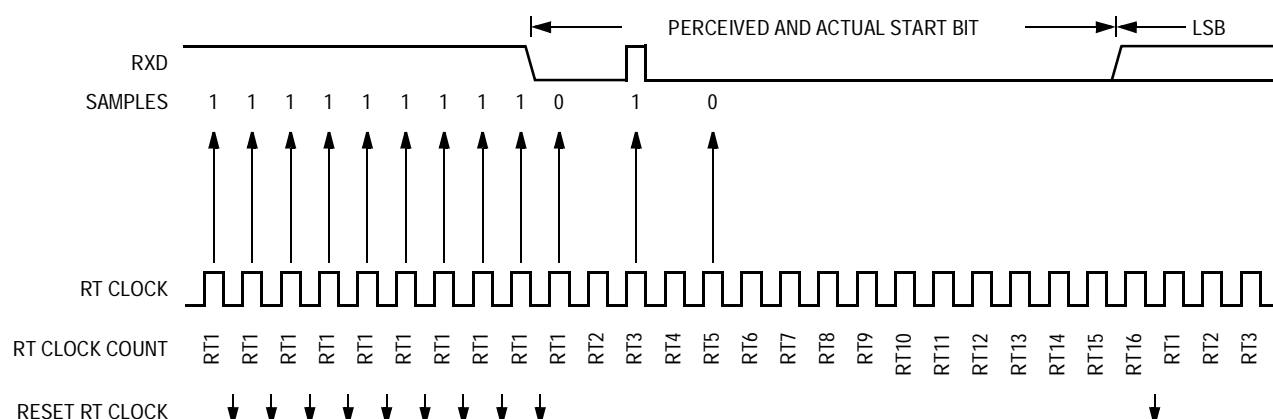 PERCEIVED AND ACTUAL START BIT LSB
RXD
SAMPLES 1 1 1 1 1 1 1 1 1 0 1 0
RT CLOCK
RT CLOCK COUNT RT1 RT1 RT1 RT1 RT1 RT1 RT1 RT1 RT1 RT1 RT2 RT3 RT4 RT5 RT6 RT7 RT8 RT9 RT10 RT11 RT12 RT13 RT14 RT15 RT16 RT1 RT2 RT3
RESET RT CLOCK